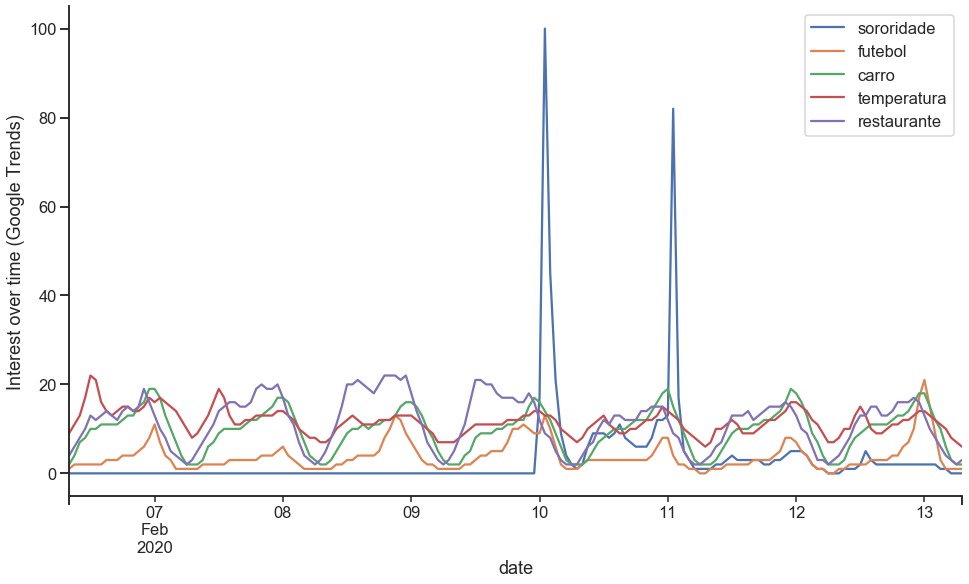 Interest over time (Google Trends)
100
80
60
40
20
0
sororidade
futebol
carro
temperatura
restaurante
07
08
09
10
11
12
13
Feb
2020
date